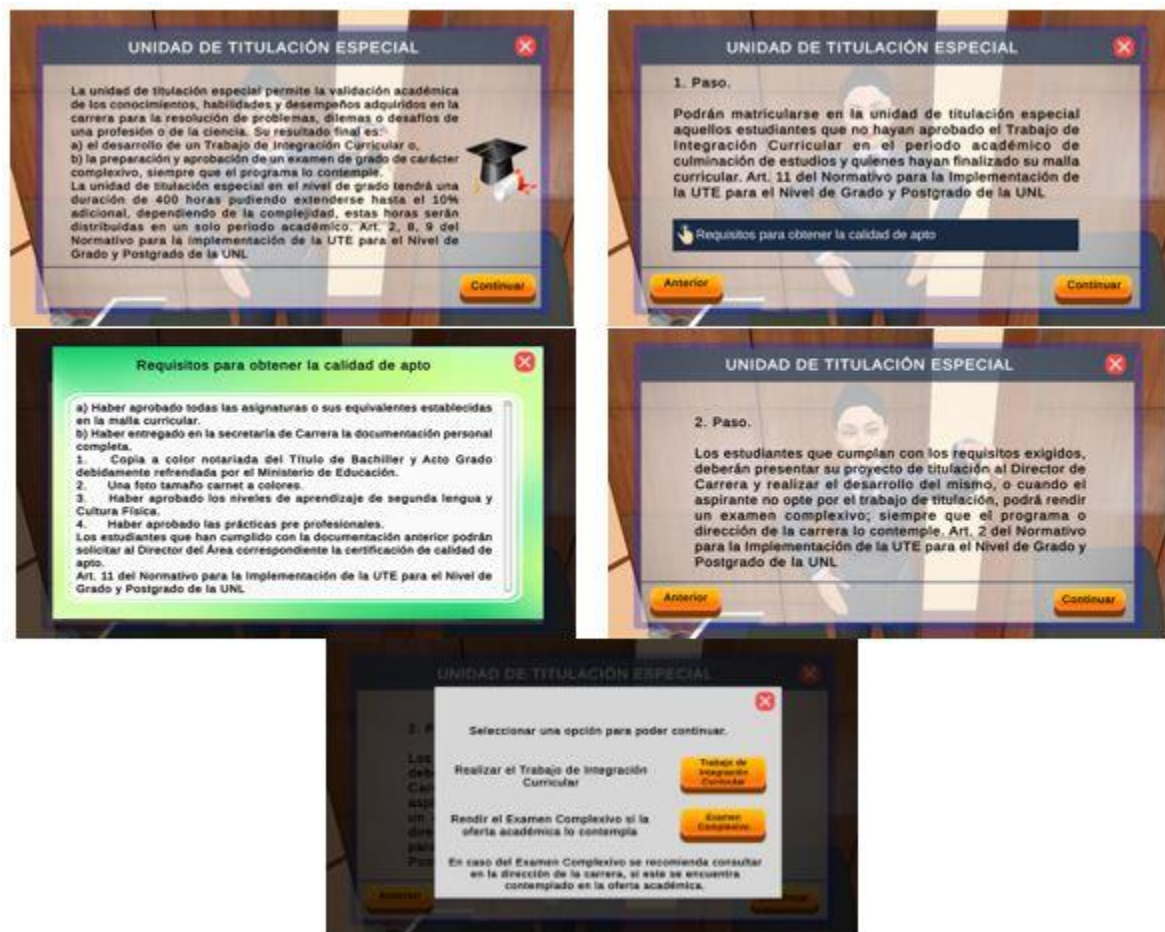 UNIDAD DE TITULACIÓN ESPECIAL
La unidad de titulación especial permite la validación académica
de los conocimientos, habilidades y desempeños adquiridos en la
carrera para la resolución de problemas, dilemas o desafíos de
una profesión o de la ciencia. Su resultado final es:
a) el desarrollo de un Trabajo de Integración Curricular o,
b) la preparación y aprobación de un examen de grado de carácter
complexivo, siempre que el programa lo contemple.
La unidad de titulación especial en el nivel de grado tendrá una
duración de 400 horas pudiendo extenderse hasta el 10%
adicional, dependiendo de la complejidad, estas horas serán
distribuidas en un solo periodo académico. Art. 2, 8, 9 del
Normativo para la Implementación de la UTE para el Nivel de
Grado y Postgrado de la UNL
Continuar
UNIDAD DE TITULACIÓN ESPECIAL
1. Paso.
Podrán matricularse en la unidad de titulación especial
aquellos estudiantes que no hayan aprobado el Trabajo de
Integración Curricular en el periodo académico de
culminación de estudios y quienes hayan finalizado su malla
curricular. Art. 11 del Normativo para la Implementación de
la UTE para el Nivel de Grado y Postgrado de la UNL
Requisitos para obtener la calidad de apto
Anterior
Continuar
Requisitos para obtener la calidad de apto
a) Haber aprobado todas las asignaturas o sus equivalentes establecidas
en la malla curricular.
b) Haber entregado en la secretaría de Carrera la documentación personal
completa.
1. Copia a color notariada del Título de Bachiller y Acto Grado
debidamente refrendada por el Ministerio de Educación.
2. Una foto tamaño carnet a colores.
3. Haber aprobado los niveles de aprendizaje de segunda lengua y
Cultura Física.
4. Haber aprobado las prácticas pre profesionales.
Los estudiantes que han cumplido con la documentación anterior podrán
solicitar al Director del Área correspondiente la certificación de calidad de
apto.
Art. 11 del Normativo para la Implementación de la UTE para el Nivel de
Grado y Postgrado de la UNL
UNIDAD DE TITULACIÓN ESPECIAL
2. Paso.
Los estudiantes que cumplan con los requisitos exigidos,
deberán presentar su proyecto de titulación al Director de
Carrera y realizar el desarrollo del mismo, o cuando el
aspirante no opte por el trabajo de titulación, podrá rendir
un examen complexivo; siempre que el programa o
dirección de la carrera lo contemple. Art. 2 del Normativo
para la Implementación de la UTE para el Nivel de Grado y
Postgrado de la UNL
Anterior
Continuar
UNIDAD DE TITULACIÓN ESPECIAL
Seleccionar una opción para poder continuar.
Realizar el Trabajo de Integración
Curricular
Trabajo de
Integración
Curricular
Rendir el Examen Complexivo si la
oferta académica lo contempla
Examen
Complexivo
En caso del Examen Complexivo se recomienda consultar
en la dirección de la carrera, si este se encuentra
contemplado en la oferta académica.
Anterior
Continuar